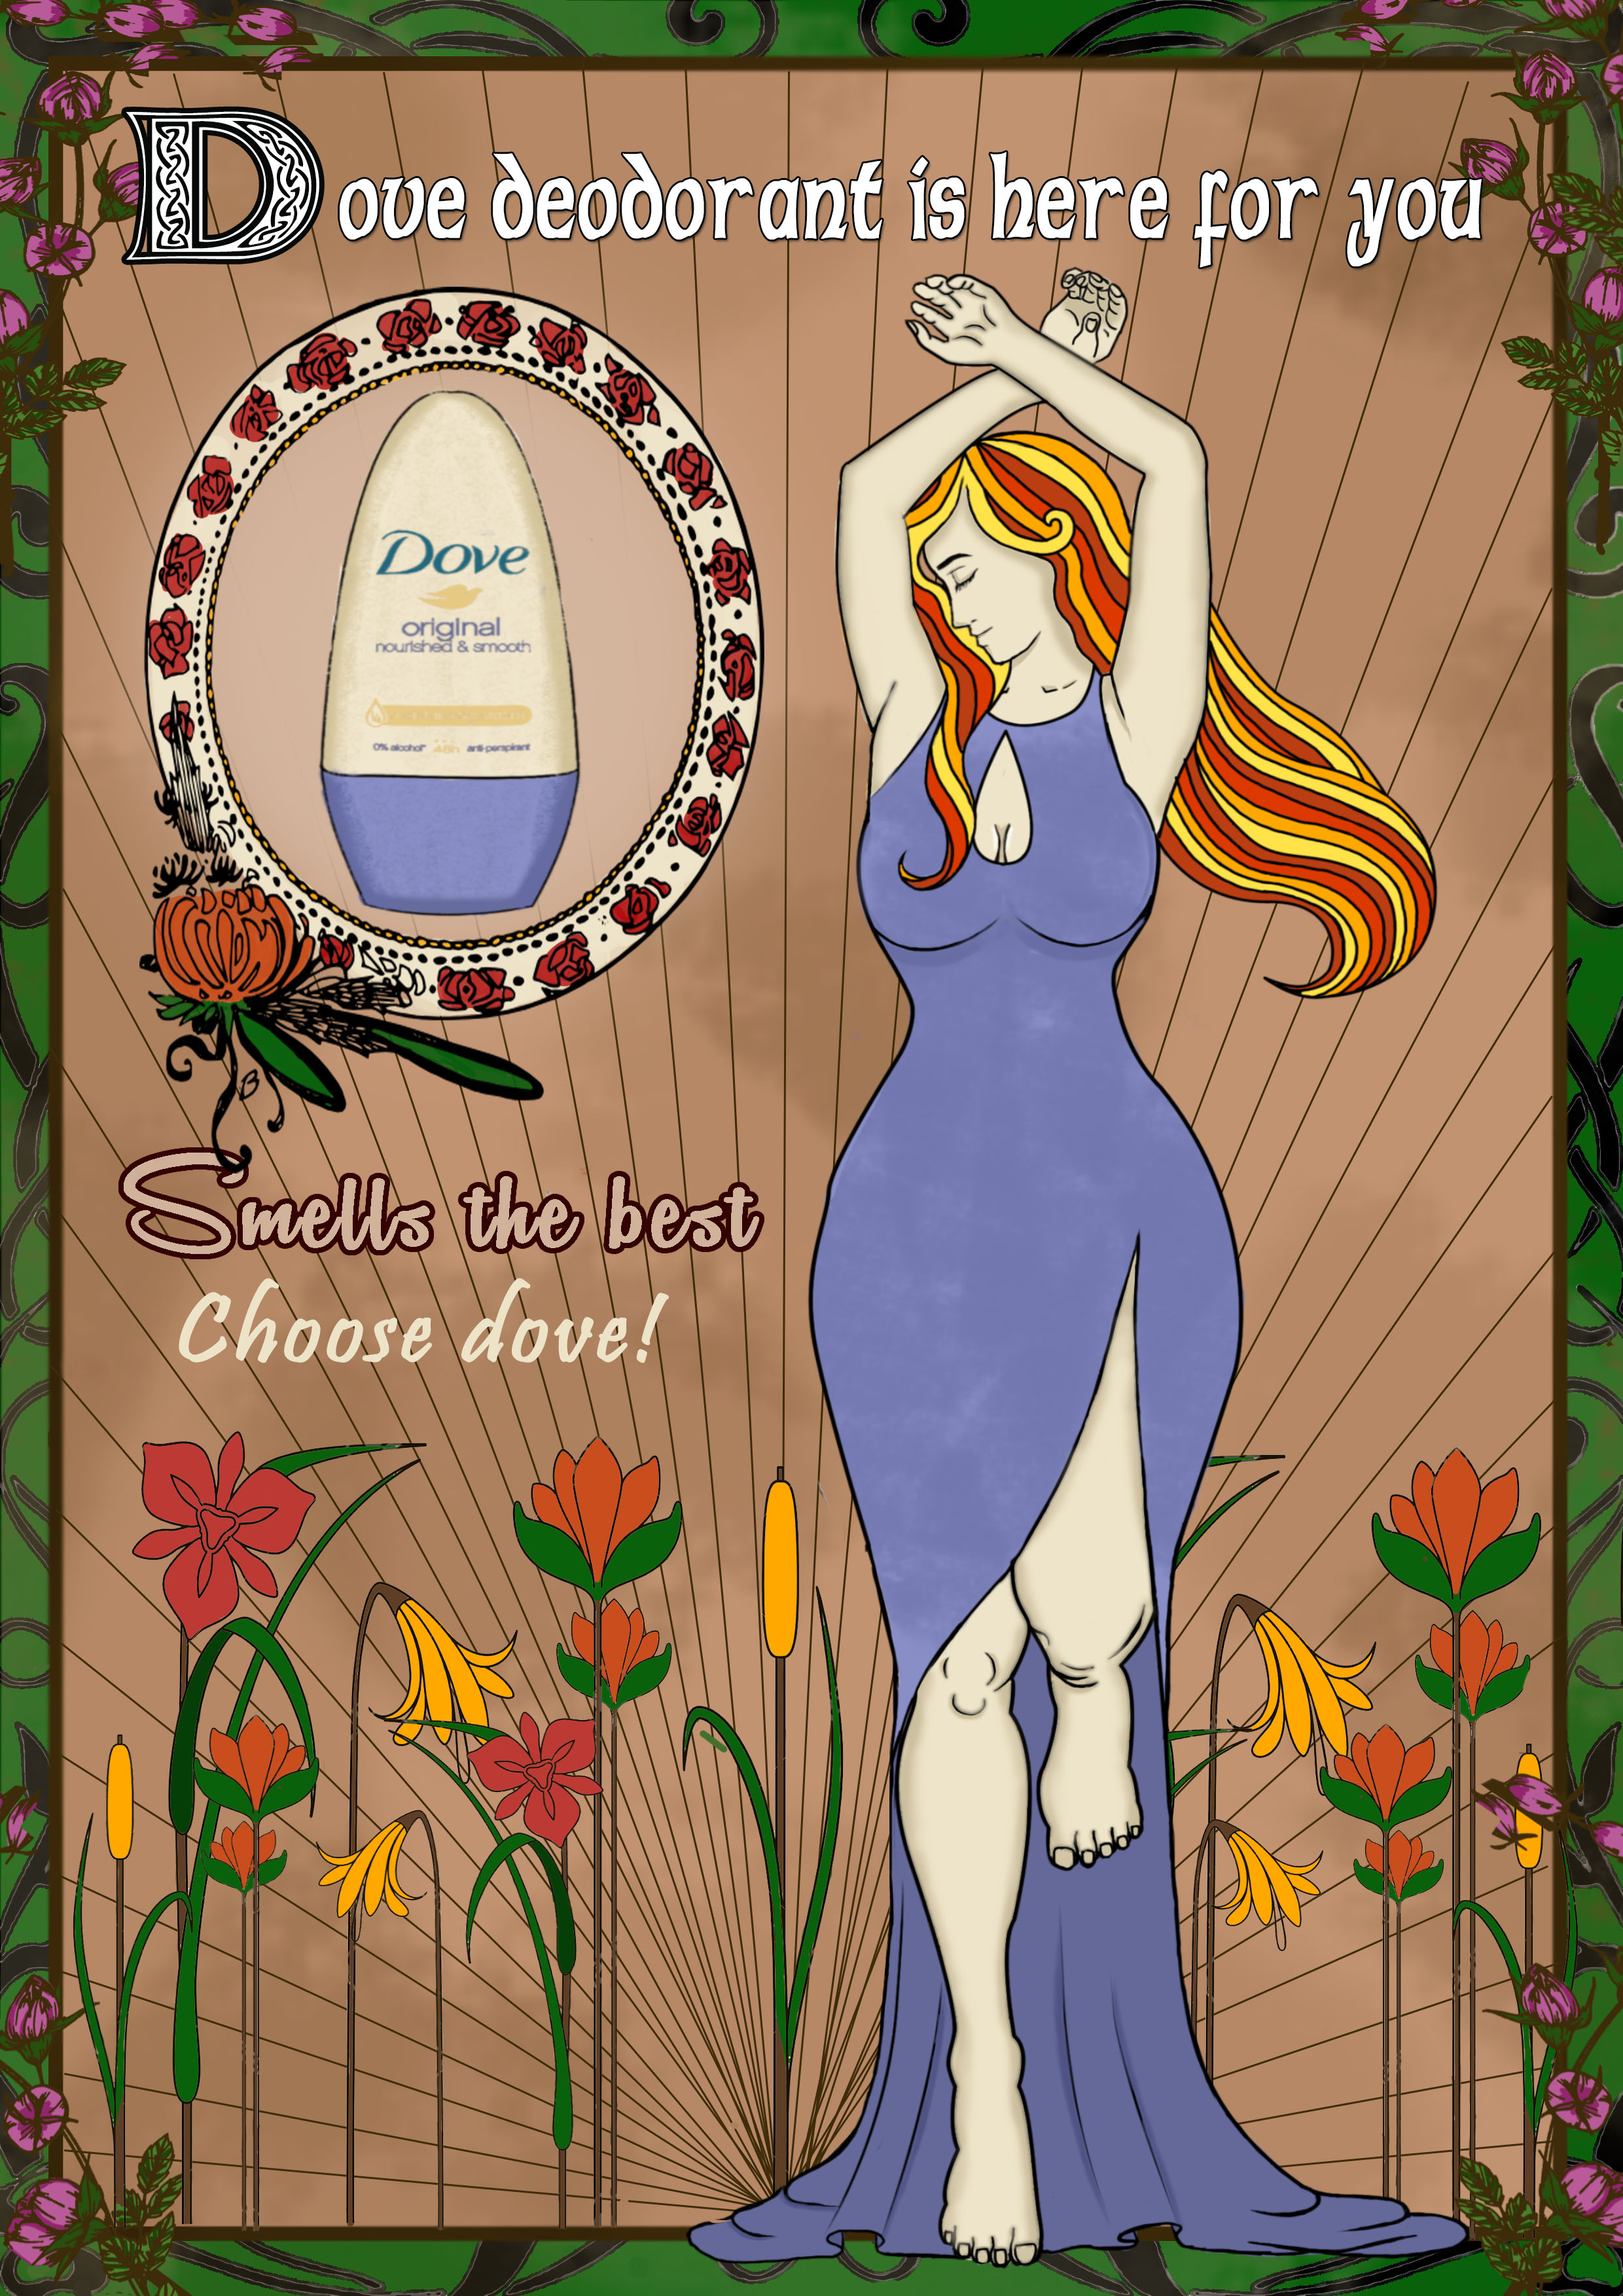 Dove deodorant is here for you
Dove
original
nourished & smooth
0% alcohol* 48h anti-perspirant
Smells the best
Choose dove!